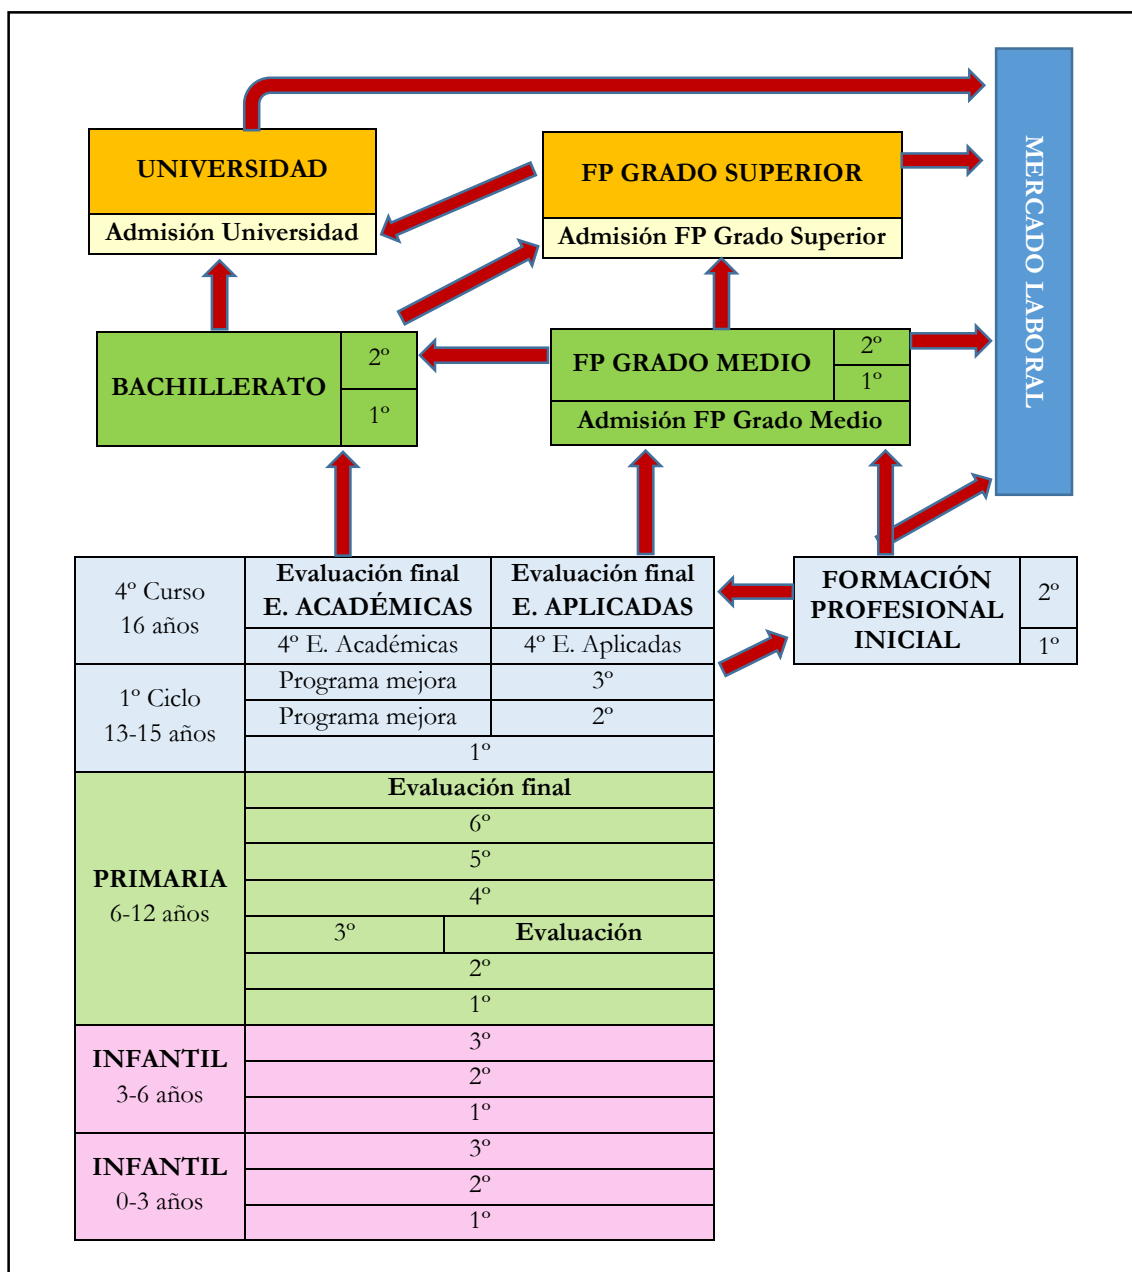 UNIVERSIDAD
Admisión Universidad
FP GRADO SUPERIOR
Admisión FP Grado Superior
MERCADO LABORAL
BACHILLERATO
2º
1º
FP GRADO MEDIO
2º
1º
Admisión FP Grado Medio
4º Curso
16 años
Evaluación final
E. ACADÉMICAS
Evaluación final
E. APLICADAS
4º E. Académicas
4º E. Aplicadas
FORMACIÓN
PROFESIONAL
INICIAL
2º
1º
1º Ciclo
13-15 años
Programa mejora
3º
Programa mejora
2º
1º
PRIMARIA
6-12 años
Evaluación final
6º
5º
4º
3º
Evaluación
2º
1º
INFANTIL
3-6 años
3º
2º
1º
INFANTIL
0-3 años
3º
2º
1º